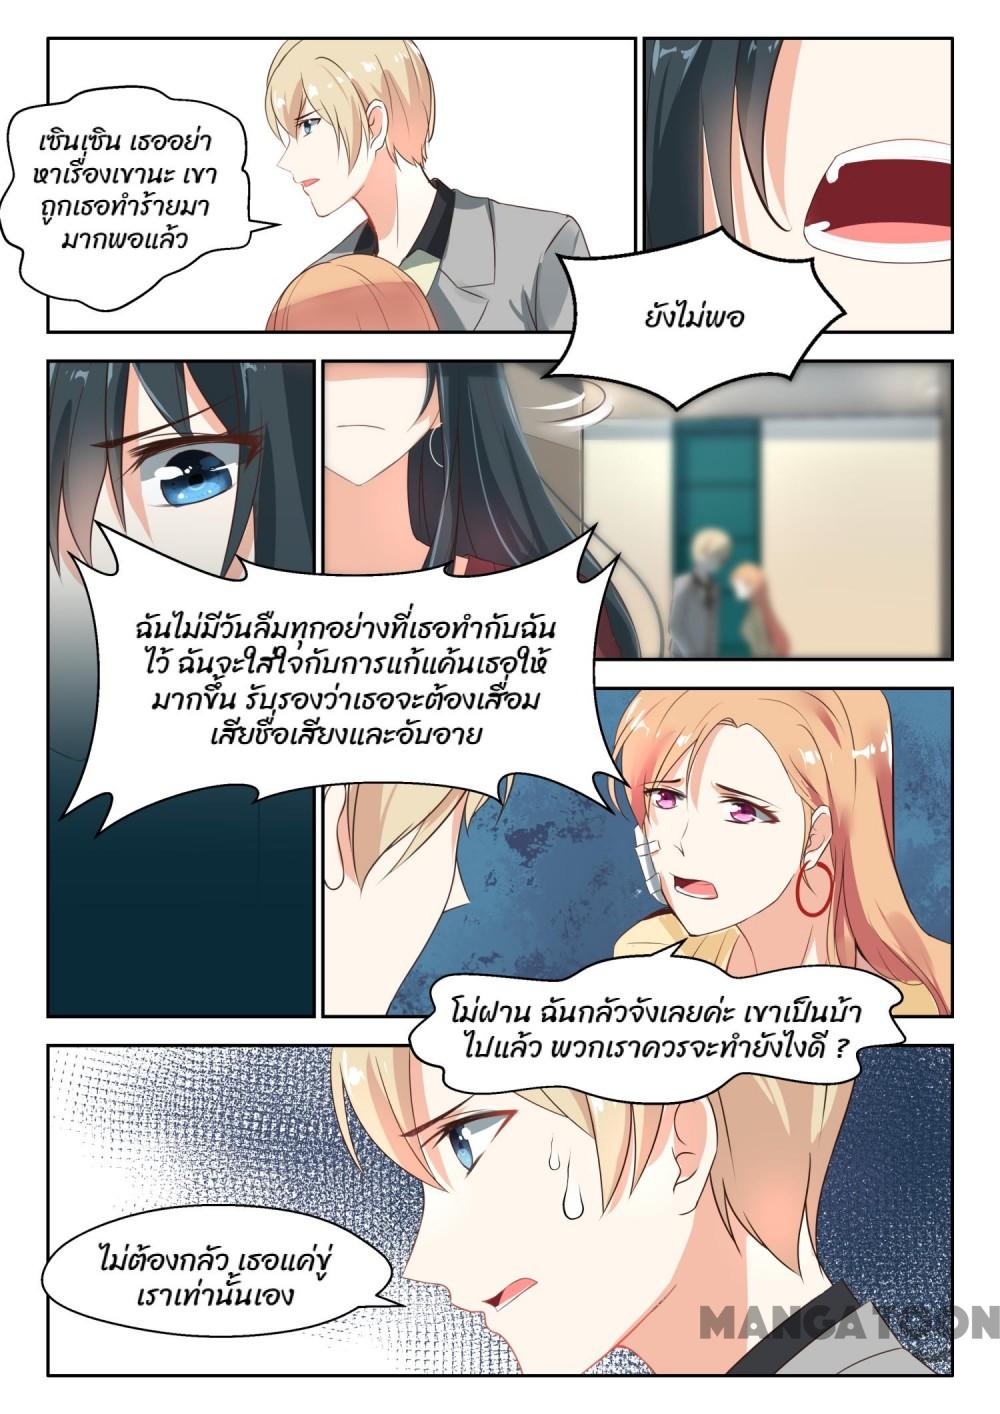 เซินเซิน เธออย่า
หาเรื่องเขานะ เขา
ถูกเธอทำร้ายมา
มากพอแล้ว
ยังไม่พอ
ฉันไม่มีวันลืมทุกอย่างที่เธอทำกับฉัน
ไว้ ฉันจะใส่ใจกับการแก้แค้นเธอให้
มากขึ้น รับรองว่าเธอจะต้องเสื่อม
เสียชื่อเสียงและอับอาย
โม่ฝาน ฉันกลัวจังเลยค่ะ เขาเป็นบ้า
ไปแล้ว พวกเราควรจะทำยังไงดี ?
ไม่ต้องกลัว เธอแค่ขู่
เราเท่านั้นเอง
MANGATOON